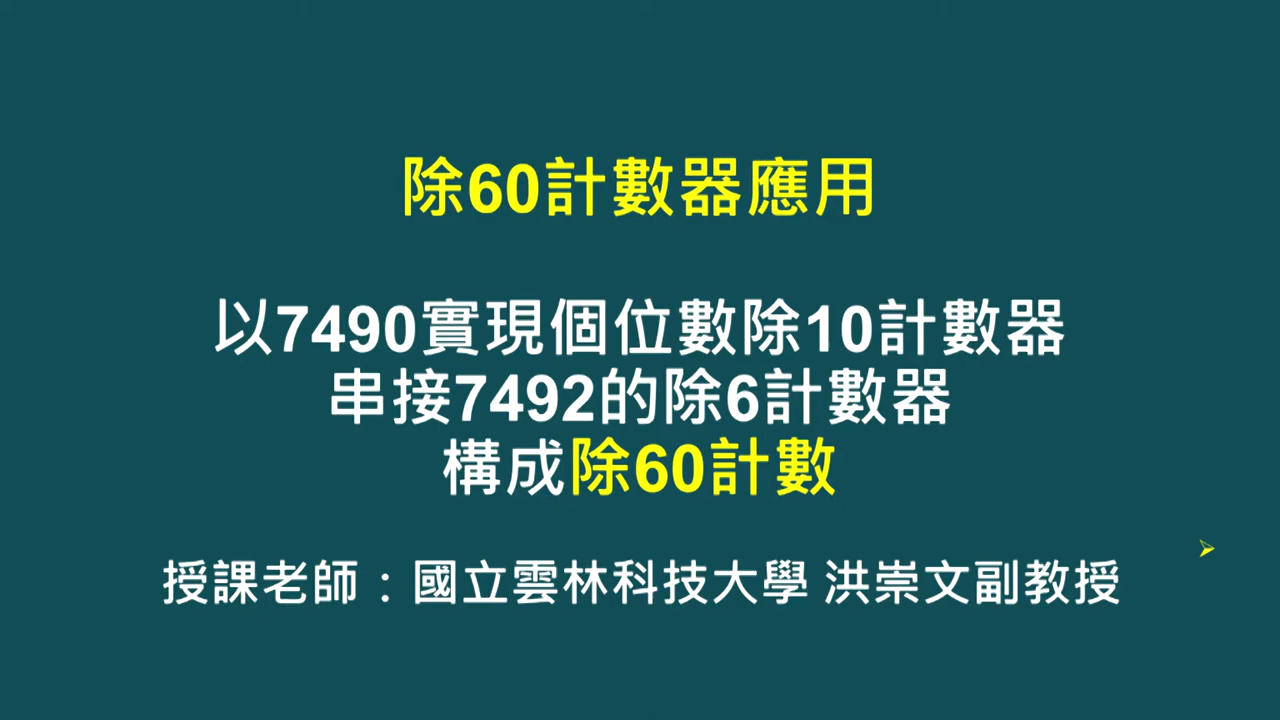 除60計數器應用
以7490實現個位數除10計數器
串接7492的除6計數器
構成除60計數
授課老師：國立雲林科技大學 洪崇文副教授